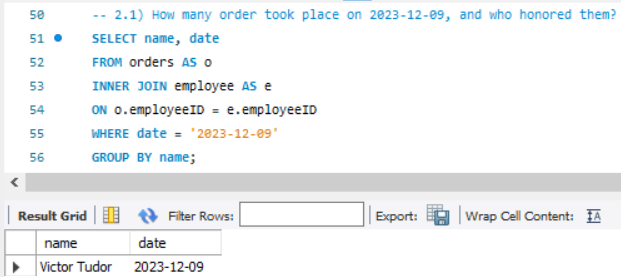 50 -- 2.1) How many order took place on 2023-12-09, and who honored them?
51 SELECT name, date
52 FROM orders AS o
53 INNER JOIN employee AS e
54 ON o.employeeID = e.employeeID
55 WHERE date = '2023-12-09'
56 GROUP BY name;
Result Grid Filter Rows: Export: Wrap Cell Content:
name date
Victor Tudor 2023-12-09